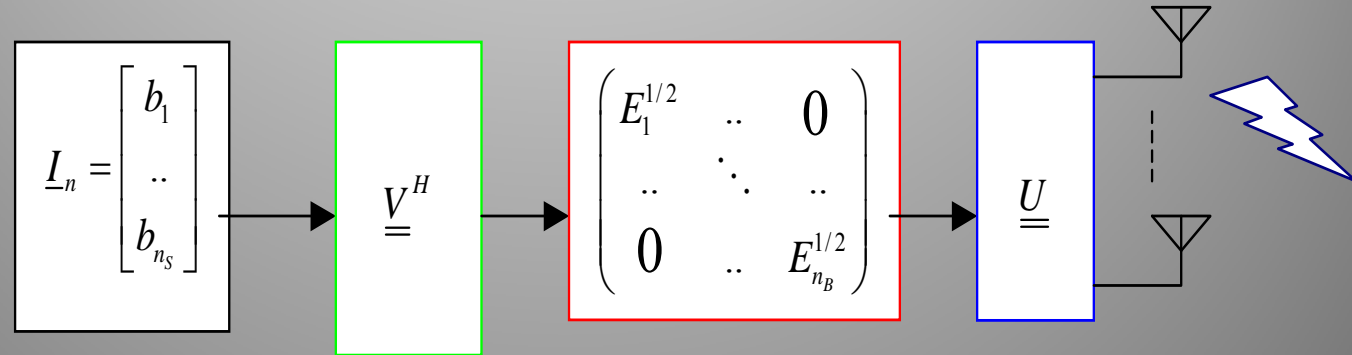 I_n = [b_1 .. b_{n_S}]
V^H
E_1^{1/2} .. 0
.. ⋱ ..
0 .. E_{n_B}^{1/2}
U